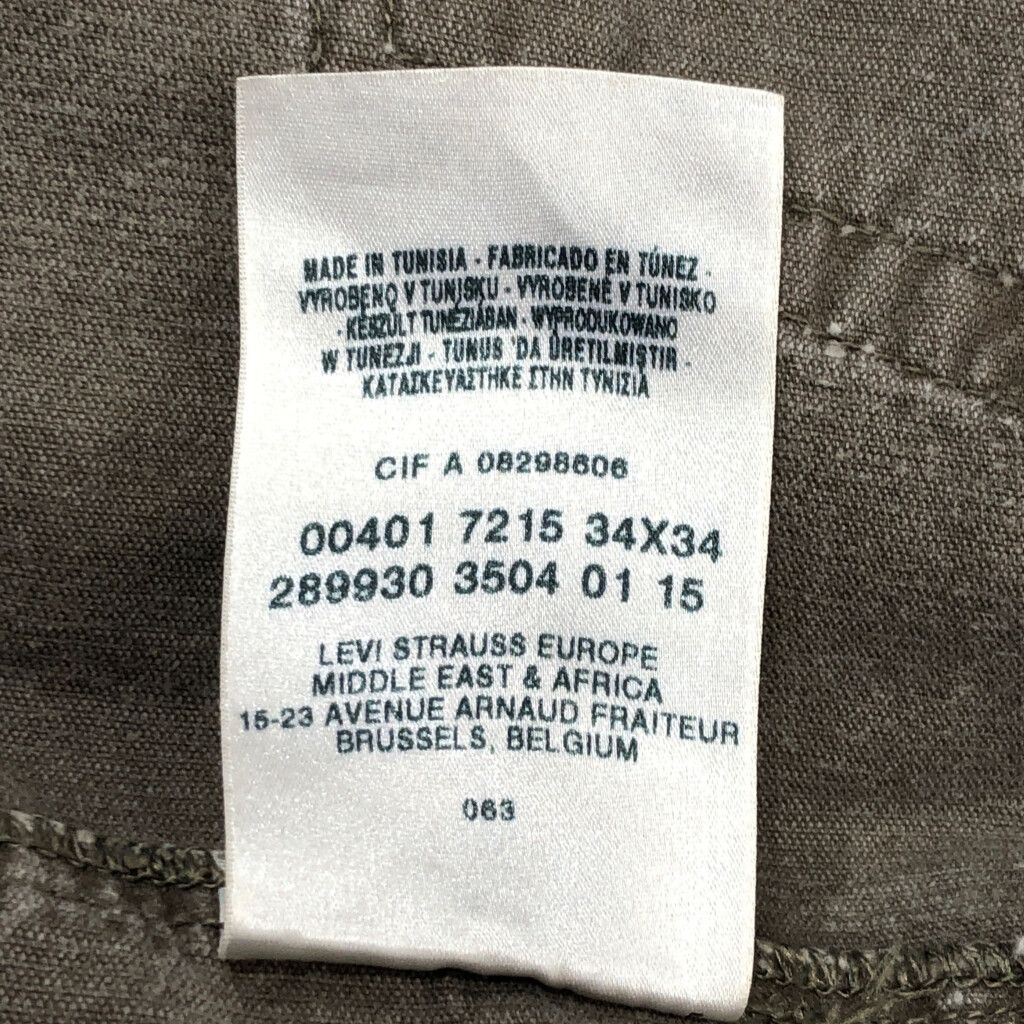 MADE IN TUNISIA - FABRICADO EN TÚNEZ -
VYROBENO V TUNISKU - VYROBENÉ V TUNISKO
- KÉSZÜLT TUNÉZIÁBAN - WYPRODUKOWANO
W TUNEZJI - TUNUS 'DA ÜRETILMIŞTIR -
ΚΑΤΑΣΚΕΥΑΣΤΗΚΕ ΣΤΗΝ ΤΥΝΙΣΙΑ
CIF A 08298606
00401 7215 34X34
289930 3504 01 15
LEVI STRAUSS EUROPE
MIDDLE EAST & AFRICA
15-23 AVENUE ARNAUD FRAITEUR
BRUSSELS, BELGIUM
063